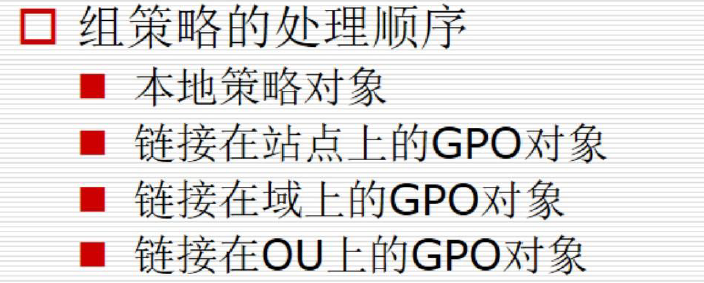 组策略的处理顺序
本地策略对象
链接在站点上的GPO对象
链接在域上的GPO对象
链接在OU上的GPO对象